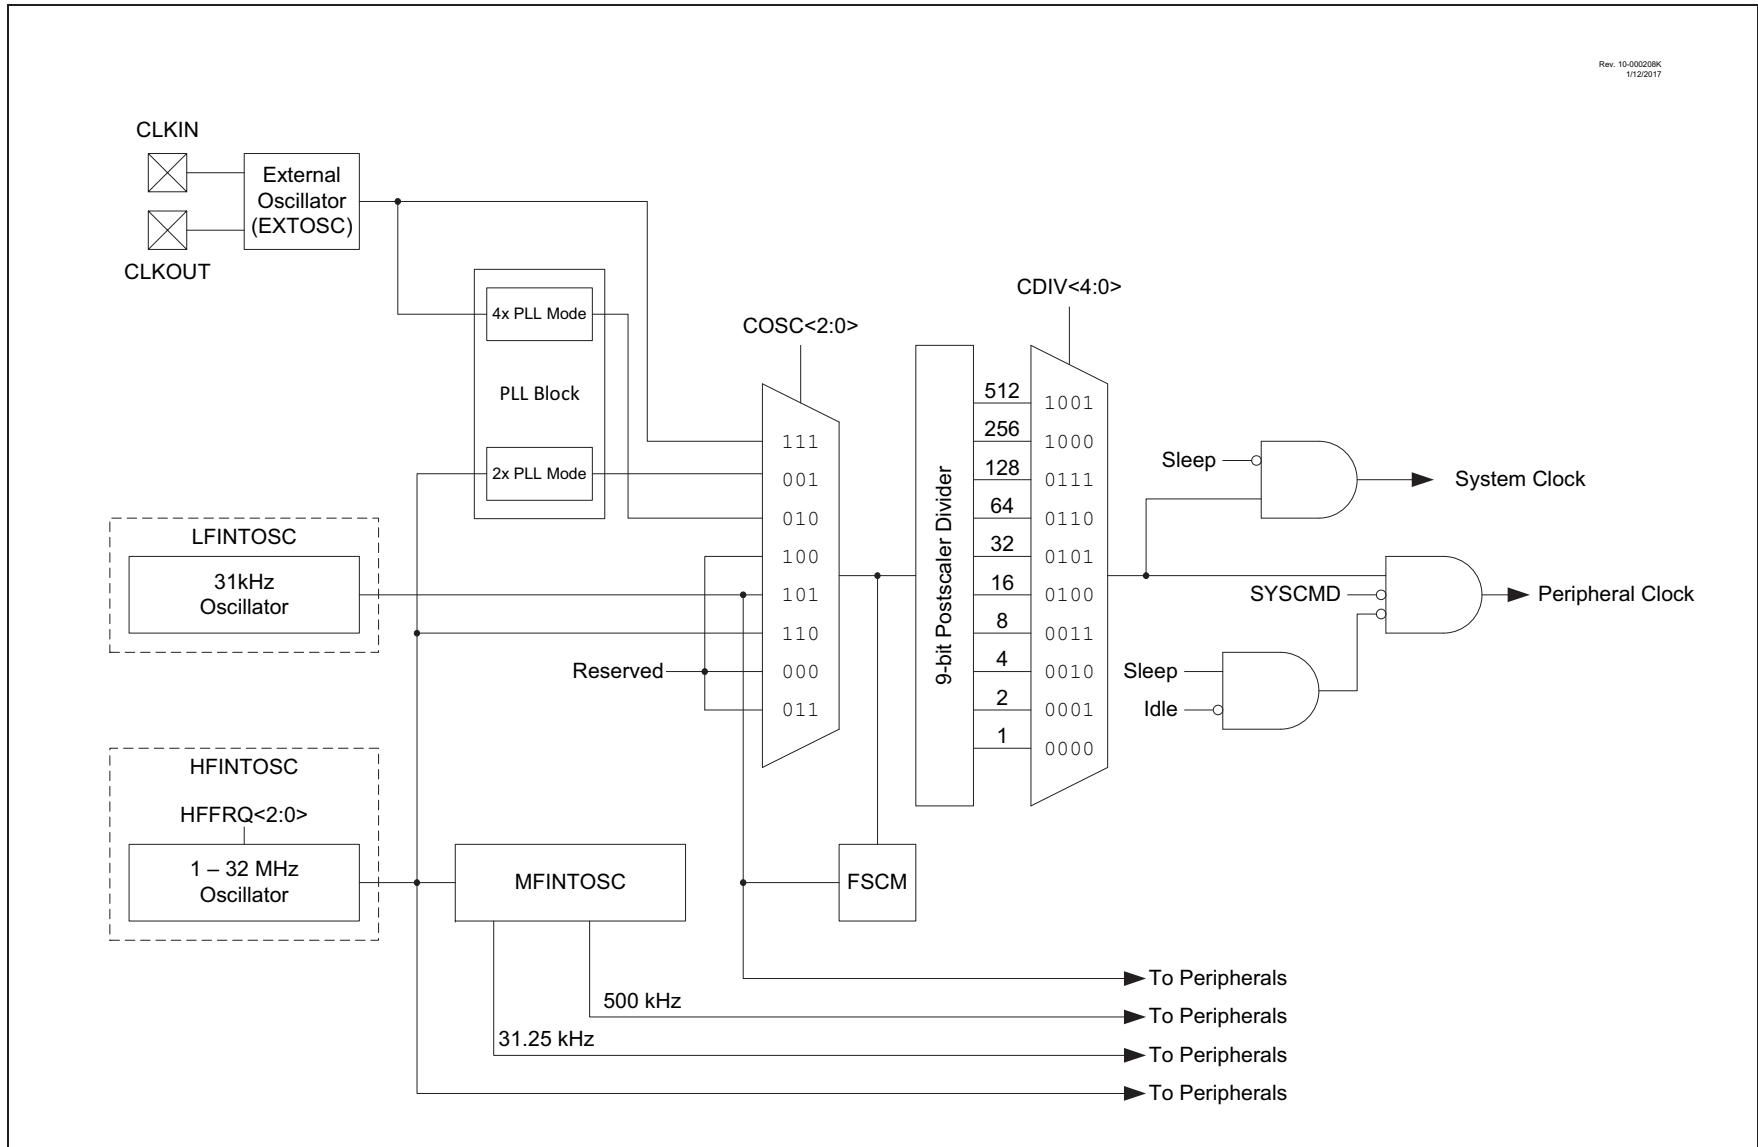 Rev. 10-000208K
1/12/2017
CLKIN
External
Oscillator
(EXTOSC)
CLKOUT
4x PLL Mode
PLL Block
2x PLL Mode
COSC<2:0>
111
001
010
100
101
110
000
011
LFINTOSC
31kHz
Oscillator
Reserved
HFINTOSC
HFFRQ<2:0>
1 – 32 MHz
Oscillator
MFINTOSC
FSCM
500 kHz
31.25 kHz
9-bit Postscaler Divider
CDIV<4:0>
512
256
128
64
32
16
8
4
2
1
1001
1000
0111
0110
0101
0100
0011
0010
0001
0000
Sleep
System Clock
SYSCMD
Peripheral Clock
Sleep
Idle
To Peripherals
To Peripherals
To Peripherals
To Peripherals